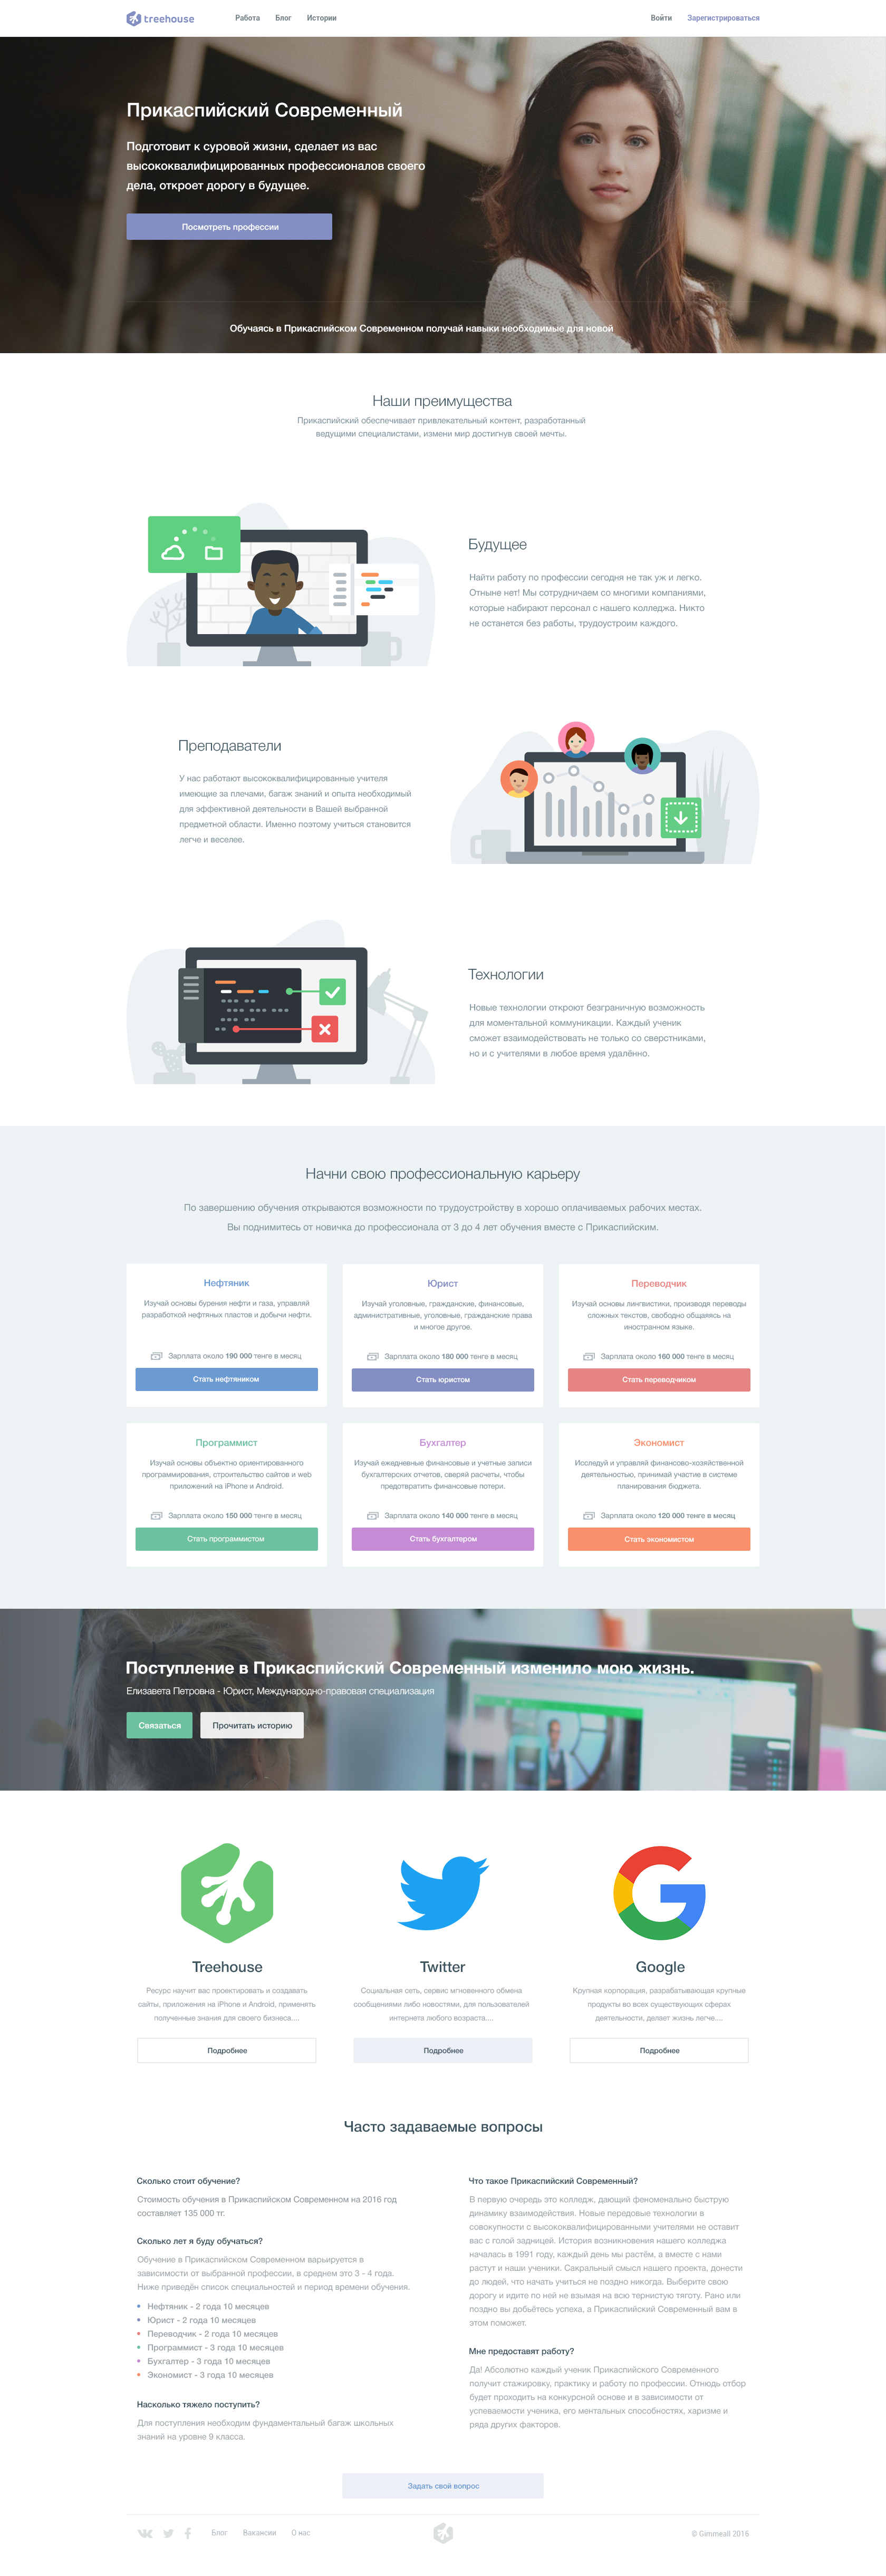 treehouse
Работа Блог Истории
Войти Зарегистрироваться
Прикаспийский Современный
Подготовит к суровой жизни, сделает из вас
высококвалифицированных профессионалов своего
дела, откроет дорогу в будущее.
Посмотреть профессии
Обучаясь в Прикаспийском Современном получай навыки необходимые для новой
Наши преимущества
Прикаспийский обеспечивает привлекательный контент, разработанный
ведущими специалистами, измени мир достигнув своей мечты.
Будущее
Найти работу по профессии сегодня не так уж и легко.
Отныне нет! Мы сотрудничаем со многими компаниями,
которые набирают персонал с нашего колледжа. Никто
не останется без работы, трудоустроим каждого.
Преподаватели
У нас работают высококвалифицированные учителя
имеющие за плечами, багаж знаний и опыта необходимый
для эффективной деятельности в Вашей выбранной
предметной области. Именно поэтому учиться становится
легче и веселее.
Технологии
Новые технологии откроют безграничную возможность
для моментальной коммуникации. Каждый ученик
сможет взаимодействовать не только со сверстниками,
но и с учителями в любое время удалённо.
Начни свою профессиональную карьеру
По завершению обучения открываются возможности по трудоустройству в хорошо оплачиваемых рабочих местах.
Вы поднимитесь от новичка до профессионала от 3 до 4 лет обучения вместе с Прикаспийским.
Нефтяник
Изучай основы бурения нефти и газа, управляй
разработкой нефтяных пластов и добычи нефти.
Зарплата около 190 000 тенге в месяц
Стать нефтяником
Юрист
Изучай уголовные, гражданские, финансовые,
административные, уголовные, гражданские права
и многое другое.
Зарплата около 180 000 тенге в месяц
Стать юристом
Переводчик
Изучай основы лингвистики, производя переводы
сложных текстов, свободно общаяясь на
иностранном языке.
Зарплата около 160 000 тенге в месяц
Стать переводчиком
Программист
Изучай основы объектно ориентированного
программирования, строительство сайтов и web
приложений на iPhone и Android.
Зарплата около 150 000 тенге в месяц
Стать программистом
Бухгалтер
Изучай ежедневные финансовые и учетные записи
бухгалтерских отчетов, сверяй расчеты, чтобы
предотвратить финансовые потери.
Зарплата около 140 000 тенге в месяц
Стать бухгалтером
Экономист
Исследуй и управляй финансово-хозяйственной
деятельностью, принимай участие в системе
планирования бюджета.
Зарплата около 120 000 тенге в месяц
Стать экономистом
Поступление в Прикаспийский Современный изменило мою жизнь.
Елизавета Петровна - Юрист, Международно-правовая специализация
Связаться
Прочитать историю
Treehouse
Ресурс научит вас проектировать и создавать
сайты, приложения на iPhone и Android, применять
полученные знания для своего бизнеса....
Подробнее
Twitter
Социальная сеть, сервис мгновенного обмена
сообщениями либо новостями, для пользователей
интернета любого возраста....
Подробнее
Google
Крупная корпорация, разрабатывающая крупные
продукты во всех существующих сферах
деятельности, делает жизнь легче....
Подробнее
Часто задаваемые вопросы
Сколько стоит обучение?
Стоимость обучения в Прикаспийском Современном на 2016 год
составляет 135 000 тг.
Сколько лет я буду обучаться?
Обучение в Прикаспийском Современном варьируется в
зависимости от выбранной профессии, в среднем это 3 - 4 года.
Ниже приведён список специальностей и период времени обучения.
Нефтяник - 2 года 10 месяцев
Юрист - 2 года 10 месяцев
Переводчик - 2 года 10 месяцев
Программист - 3 года 10 месяцев
Бухгалтер - 3 года 10 месяцев
Экономист - 3 года 10 месяцев
Насколько тяжело поступить?
Для поступления необходим фундаментальный багаж школьных
знаний на уровне 9 класса.
Что такое Прикаспийский Современный?
В первую очередь это колледж, дающий феноменально быструю
динамику взаимодействия. Новые передовые технологии в
совокупности с высококвалифицированными учителями не оставит
вас с голой задницей. История возникновения нашего колледжа
началась в 1991 году, каждый день мы растём, а вместе с нами
растут и наши ученики. Сакральный смысл нашего проекта, донести
до людей, что начать учиться не поздно никогда. Выберите свою
дорогу и идите по ней не взымая на всю тернистую тяготу. Рано или
поздно вы добьётесь успеха, а Прикаспийский Современный вам в
этом поможет.
Мне предоставят работу?
Да! Абсолютно каждый ученик Прикаспийского Современного
получит стажировку, практику и работу по профессии. Отнюдь отбор
будет проходить на конкурсной основе и в зависимости от
успеваемости ученика, его ментальных способностях, харизме и
ряда других факторов.
Задать свой вопрос
Блог Вакансии О нас
© Gimmeall 2016